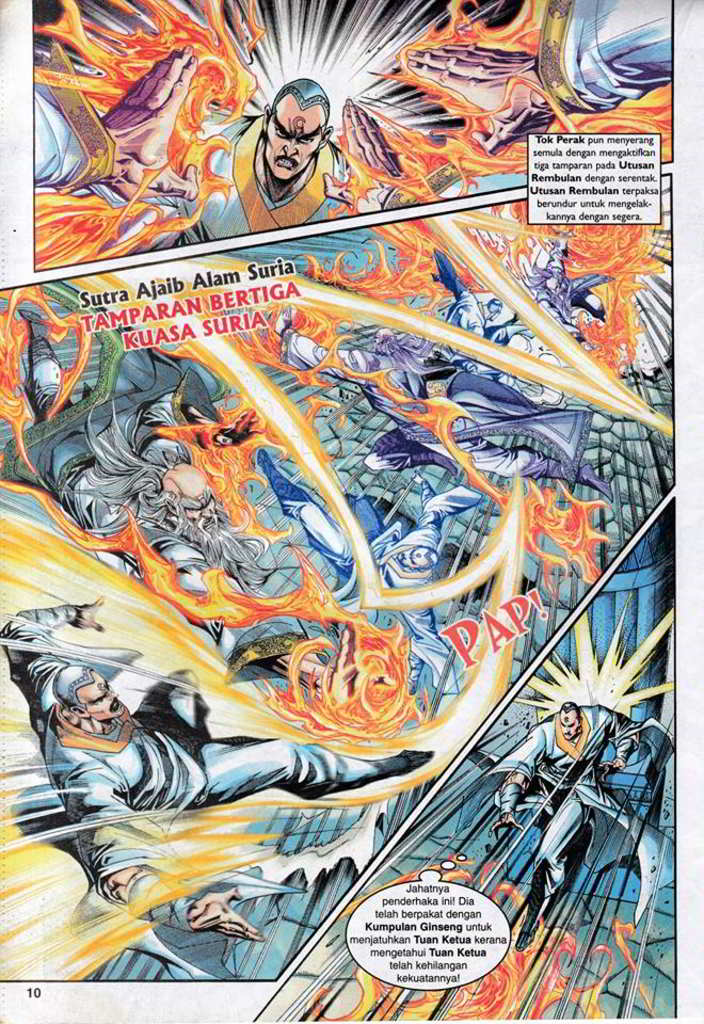 Tok Perak pun menyerang
semula dengan mengaktifkan
tiga tamparan pada Utusan
Rembulan dengan serentak.
Utusan Rembulan terpaksa
berundur untuk mengelak-
kannya dengan segera.
Sutra Ajaib Alam Suria
TAMPARAN BERTIGA
KUASA SURIA
PAP!
Jahatnya
penderhaka ini! Dia
telah berpakat dengan
Kumpulan Ginseng untuk
menjatuhkan Tuan Ketua kerana
mengetahui Tuan Ketua
telah kehilangan
kekuatannya!
10